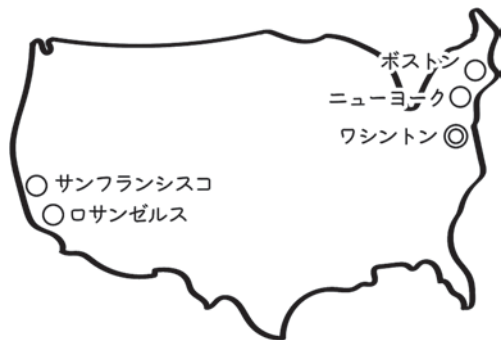 ボストン
ニューヨーク
ワシントン
サンフランシスコ
ロサンゼルス